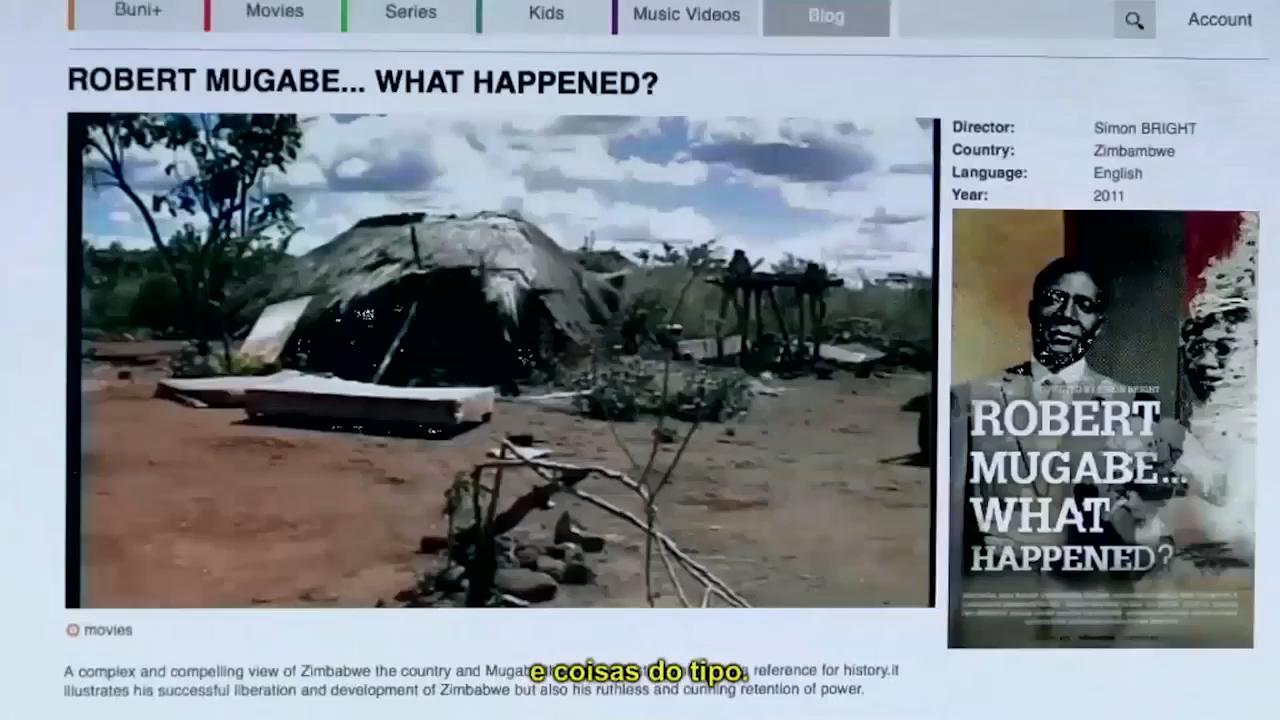 Buni+ Movies Series Kids Music Videos Blog Account
ROBERT MUGABE... WHAT HAPPENED?
Director: Simon BRIGHT
Country: Zimbambwe
Language: English
Year: 2011
ROBERT
MUGABE...
WHAT
HAPPENED?
movies
A complex and compelling view of Zimbabwe the country and reference for history.it
illustrates his successful liberation and development of Zimbabwe but also his ruthless and cunning retention of power.
e coisas do tipo.